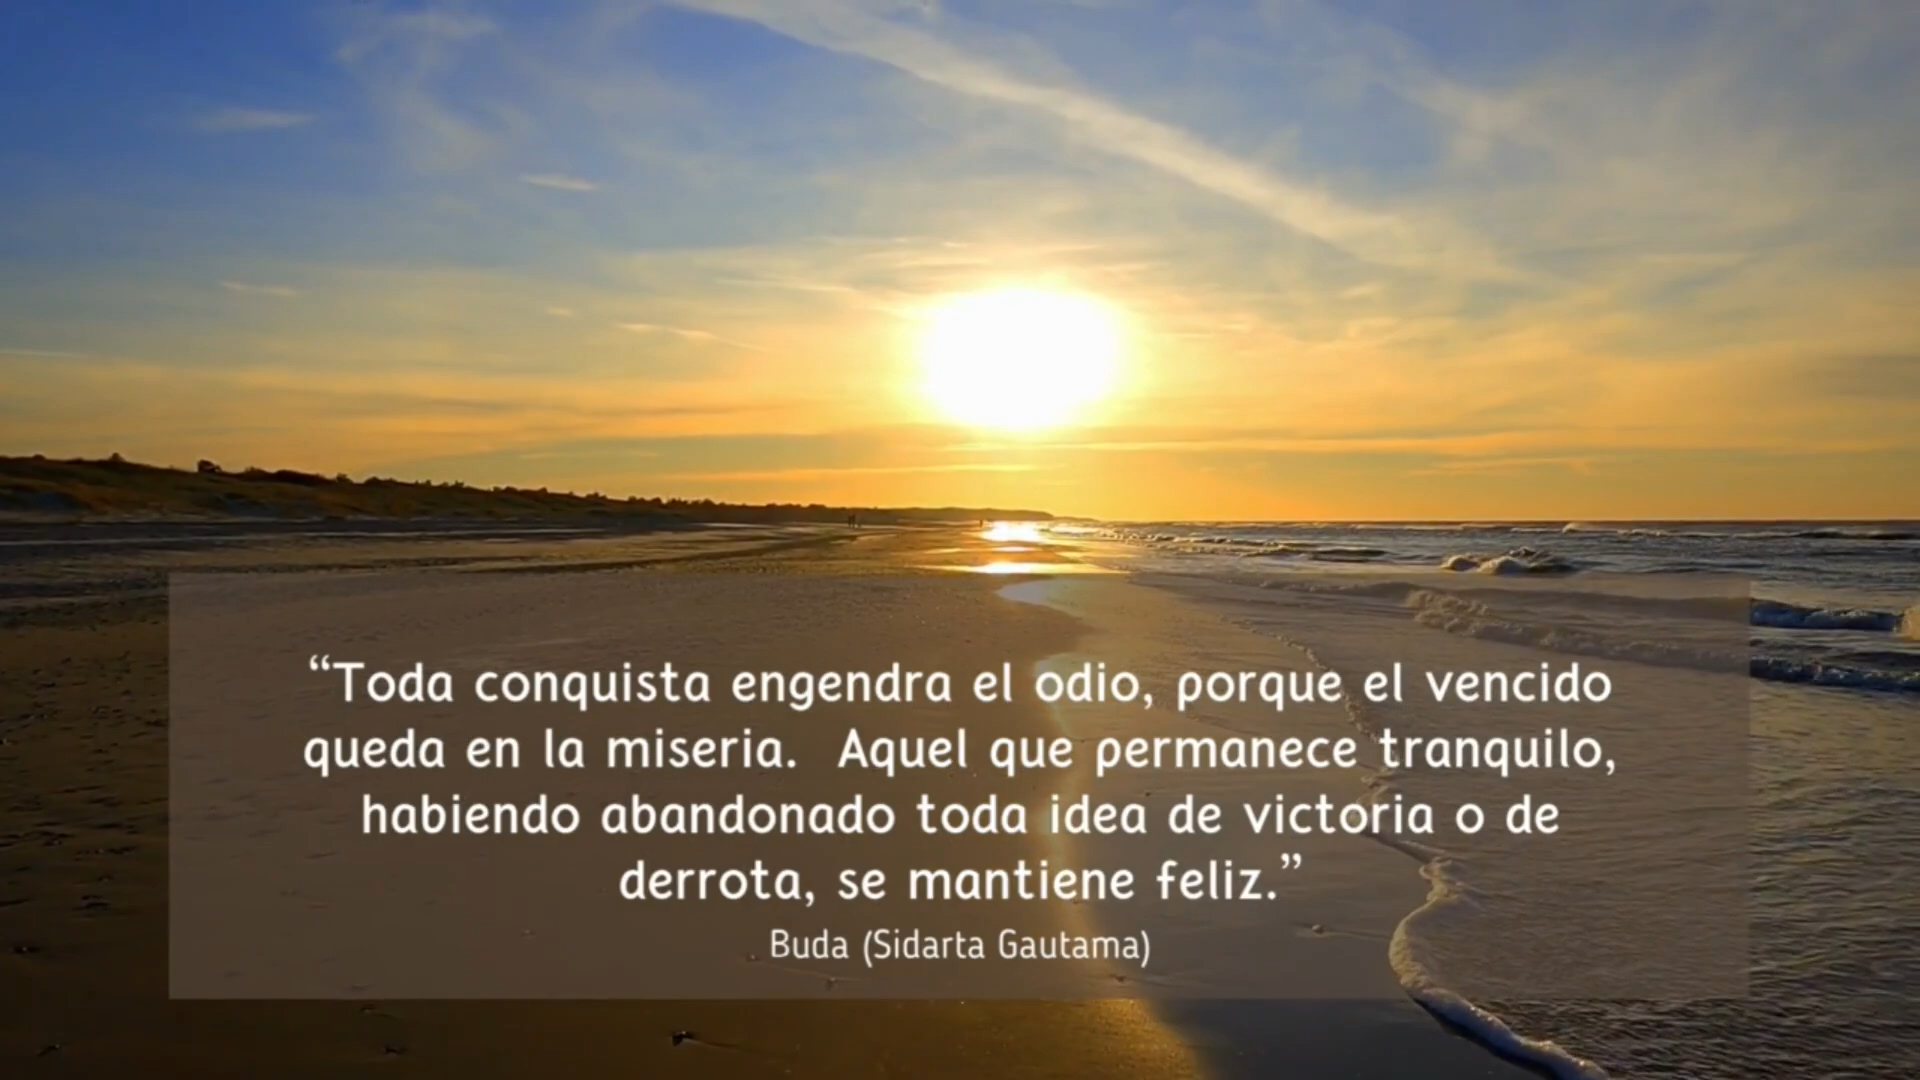 “Toda conquista engendra el odio, porque el vencido
queda en la miseria.  Aquel que permanece tranquilo,
habiendo abandonado toda idea de victoria o de
derrota, se mantiene feliz.”
Buda (Sidarta Gautama)